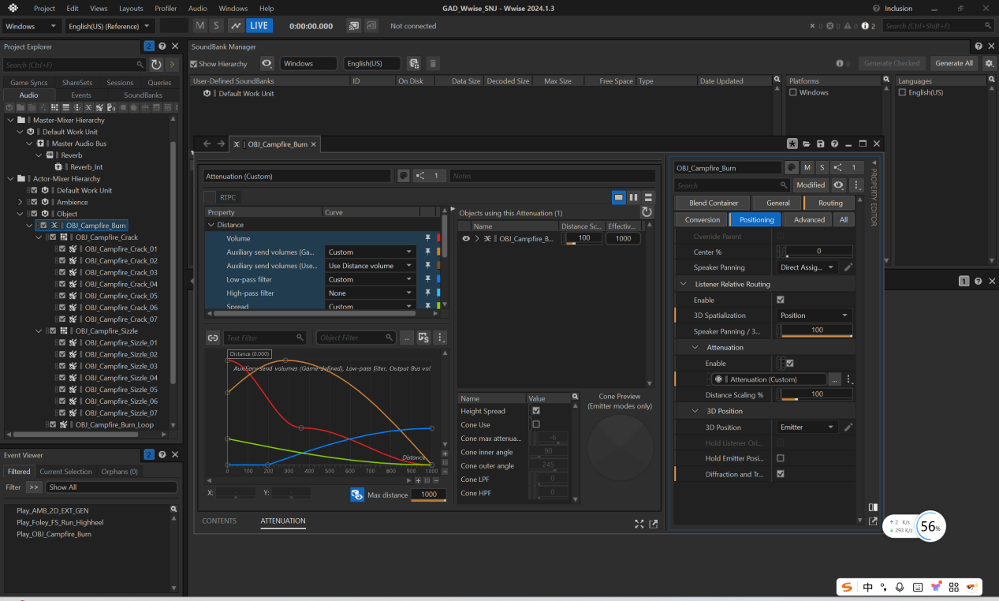 Project Edit Views Layouts Profiler Audio Windows Help
GAD_Wwise_SNJ - Wwise 2024.1.3
Inclusion
Windows English(US) (Reference) M S LIVE 0:00:00.000 Not connected 0 0 0 2 Search (Ctrl+Shift+F)
Project Explorer 2
SoundBank Manager
Search (Ctrl+F)
Show Hierarchy Windows English(US) 0 Generate Checked Generate All
Game Syncs ShareSets Sessions Queries
Audio Events SoundBanks
User-Defined SoundBanks ID On Disk Data Size Decoded Size Max Size Free Space Type Date Updated
Default Work Unit
Platforms
Windows
Languages
English(US)
Master-Mixer Hierarchy
Default Work Unit
Master Audio Bus
Reverb
Reverb_Int
Actor-Mixer Hierarchy
Default Work Unit
Ambience
Object
OBJ_Campfire_Burn
OBJ_Campfire_Crack
OBJ_Campfire_Crack_01
OBJ_Campfire_Crack_02
OBJ_Campfire_Crack_03
OBJ_Campfire_Crack_04
OBJ_Campfire_Crack_05
OBJ_Campfire_Crack_06
OBJ_Campfire_Crack_07
OBJ_Campfire_Sizzle
OBJ_Campfire_Sizzle_01
OBJ_Campfire_Sizzle_02
OBJ_Campfire_Sizzle_03
OBJ_Campfire_Sizzle_04
OBJ_Campfire_Sizzle_05
OBJ_Campfire_Sizzle_06
OBJ_Campfire_Sizzle_07
OBJ_Campfire_Burn_Loop
Event Viewer 2
Filtered Current Selection Orphans (0)
Filter >> Show All
Play_AMB_2D_EXT_GEN
Play_Foley_FS_Run_Highheel
Play_OBJ_Campfire_Burn
OBJ_Campfire_Burn
Attenuation (Custom) 1 Notes
RTPC
Property Curve
Distance
Volume
Auxiliary send volumes (Ga... Custom
Auxiliary send volumes (Use... Use Distance volume
Low-pass filter Custom
High-pass filter None
Spread Custom
Objects using this Attenuation (1)
Name Distance Sc... Effectiv...
OBJ_Campfire_B... 100 1000
Text Filter Object Filter ...
Distance (0.000)
Auxiliary send volumes (Game-defined), Low-pass filter, Output Bus vol
Distance
0 100 200 300 400 500 600 700 800 900 1000
X: - Y: - Max distance 1000
Name Value
Height Spread
Cone Use
Cone max attenua... -6
Cone inner angle 90
Cone outer angle 245
Cone LPF 0
Cone HPF 0
Cone Preview
(Emitter modes only)
CONTENTS ATTENUATION
OBJ_Campfire_Burn M S 1
Search Modified
PROPERTY EDITOR
Blend Container General Routing
Conversion Positioning Advanced All
Override Parent
Center % 0
Speaker Panning Direct Assig...
Listener Relative Routing
Enable
3D Spatialization Position
Speaker Panning / 3... 100
Attenuation
Enable
Attenuation (Custom) ...
Distance Scaling % 100
3D Position
3D Position Emitter
Hold Listener Ori...
Hold Emitter Posi...
Diffraction and Tr...
1
2 K/s
293 K/s
56%
S 中